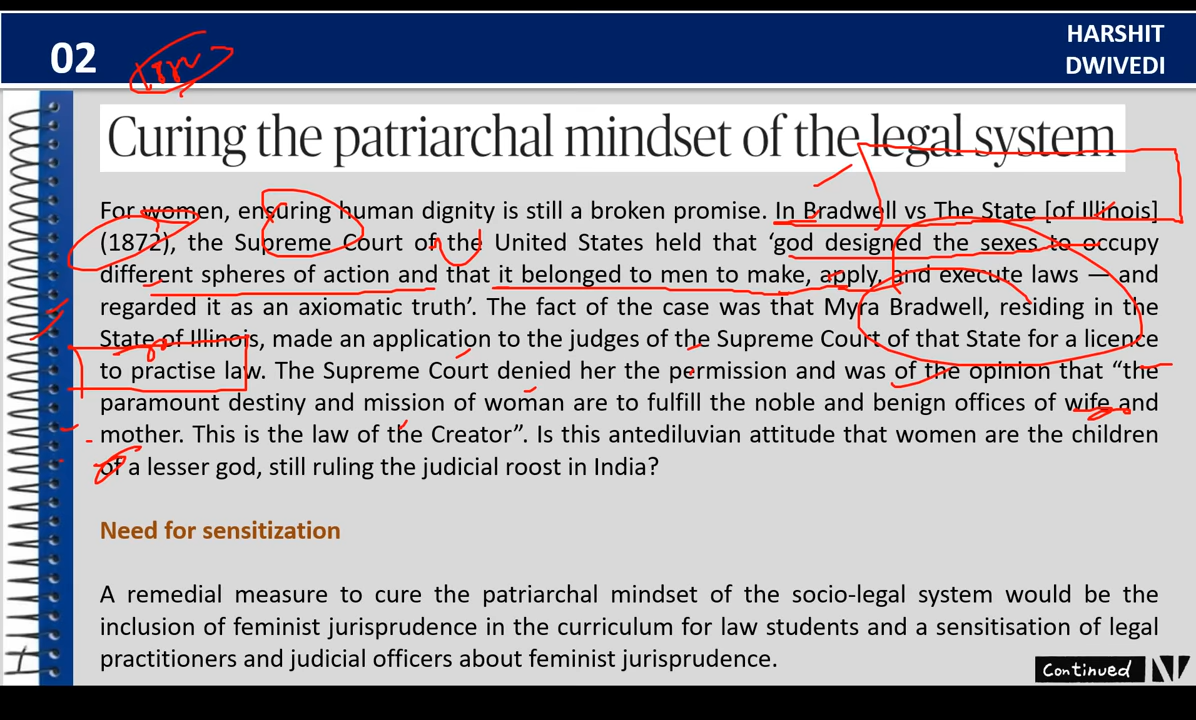 02
HARSHIT
DWIVEDI
Curing the patriarchal mindset of the legal system
For women, ensuring human dignity is still a broken promise. In Bradwell vs The State [of Illinois]
(1872), the Supreme Court of the United States held that ‘god designed the sexes to occupy
different spheres of action and that it belonged to men to make, apply, and execute laws — and
regarded it as an axiomatic truth’. The fact of the case was that Myra Bradwell, residing in the
State of Illinois, made an application to the judges of the Supreme Court of that State for a licence
to practise law. The Supreme Court denied her the permission and was of the opinion that “the
paramount destiny and mission of woman are to fulfill the noble and benign offices of wife and
mother. This is the law of the Creator”. Is this antediluvian attitude that women are the children
of a lesser god, still ruling the judicial roost in India?
Need for sensitization
A remedial measure to cure the patriarchal mindset of the socio-legal system would be the
inclusion of feminist jurisprudence in the curriculum for law students and a sensitisation of legal
practitioners and judicial officers about feminist jurisprudence.
Continued